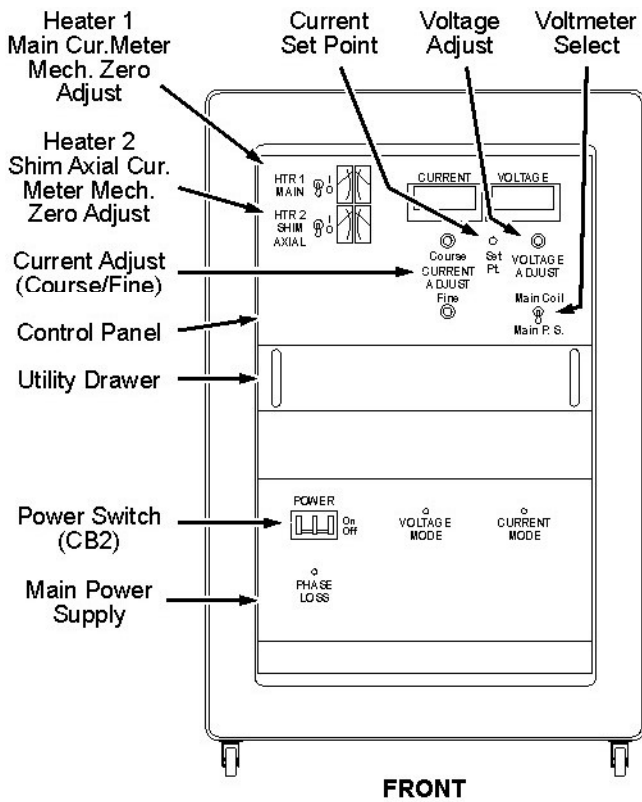 Heater 1
Main Cur.Meter
Mech. Zero
Adjust
Current
Set Point
Voltage
Adjust
Voltmeter
Select
Heater 2
Shim Axial Cur.
Meter Mech.
Zero Adjust
Current Adjust
(Course/Fine)
Control Panel
Utility Drawer
Power Switch
(CB2)
Main Power
Supply
HTR 1
MAIN
I
O
HTR 2
SHIM
AXIAL
I
O
CURRENT
VOLTAGE
Course
CURRENT
ADJUST
Fine
Set
Pt.
VOLTAGE
ADJUST
Main Coil
Main P. S.
POWER
On
Off
VOLTAGE
MODE
CURRENT
MODE
PHASE
LOSS
FRONT